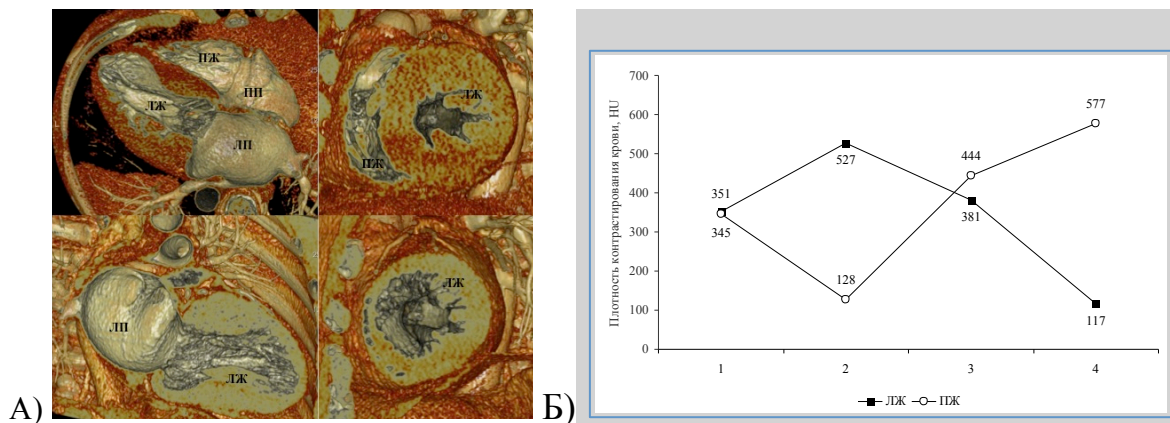 А)
ПЖ
ЛЖ
ПП
ЛП
ЛЖ
ПЖ
ЛП
ЛЖ
ЛЖ
Б)
Плотность контрастирования крови, HU
700
600
500
400
300
200
100
0
351
345
527
128
444
381
577
117
1 2 3 4
ЛЖ ПЖ